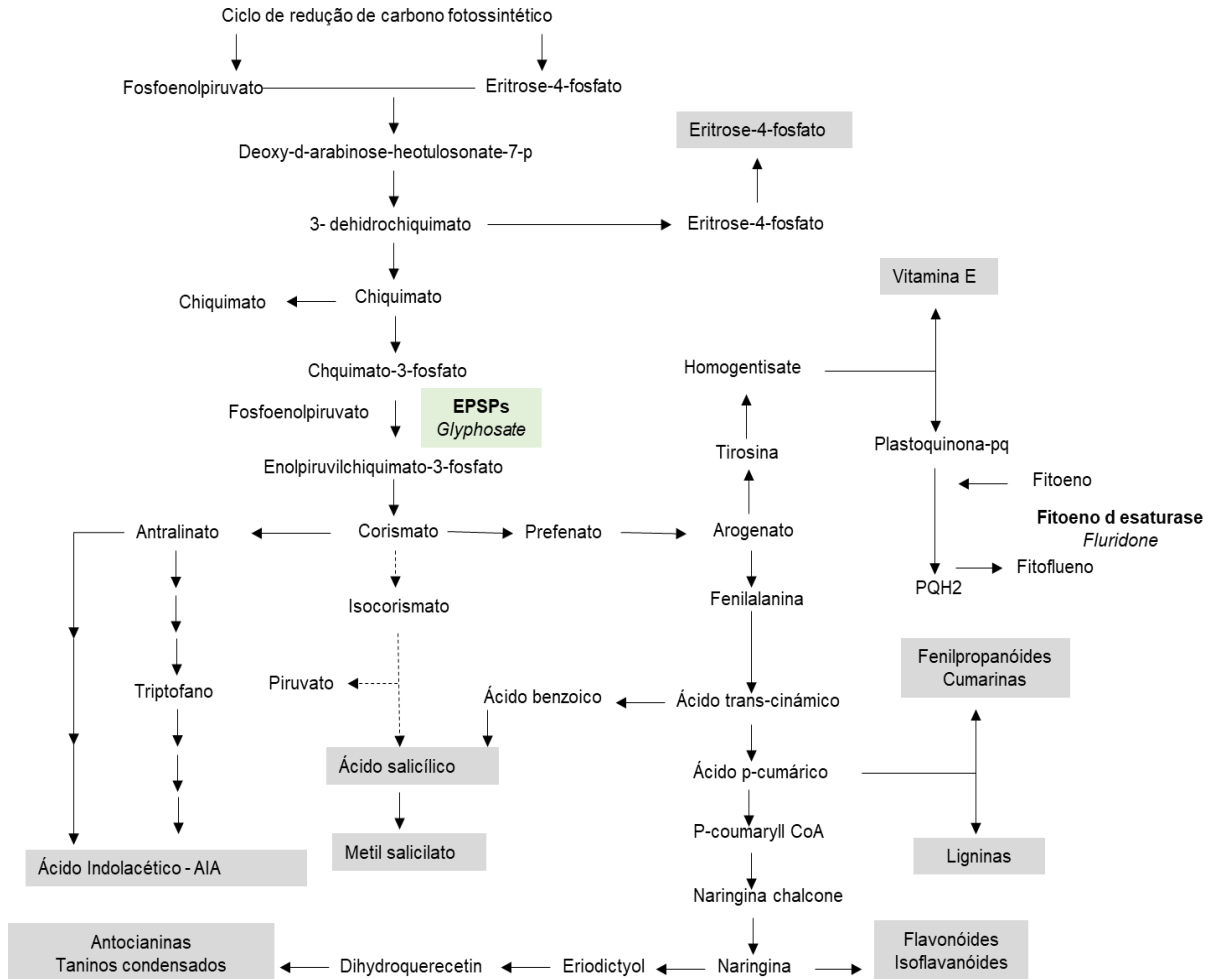 Ciclo de redução de carbono fotossintético
Fosfoenolpiruvato
Eritrose-4-fosfato
Eritrose-4-fosfato
Deoxy-d-arabinose-heotulosonate-7-p
3- dehidrochiquimato
Eritrose-4-fosfato
Vitamina E
Chiquimato
Chiquimato
Homogentisate
Chquimato-3-fosfato
Fosfoenolpiruvato
EPSPs
Glyphosate
Tirosina
Plastoquinona-pq
Enolpiruvilchiquimato-3-fosfato
Fitoeno
Fitoeno d esaturase
Fluridone
Antralinato
Corismato
Prefenato
Arogenato
Fitoflueno
PQH2
Isocorismato
Fenilalanina
Fenilpropanóides
Cumarinas
Triptofano
Piruvato
Ácido benzoico
Ácido trans-cinámico
Ácido salicílico
Ácido p-cumárico
P-coumaryll CoA
Metil salicilato
Ligninas
Ácido Indolacético - AIA
Naringina chalcone
Antocianinas
Taninos condensados
Dihydroquerecetin
Eriodictyol
Naringina
Flavonóides
Isoflavanóides